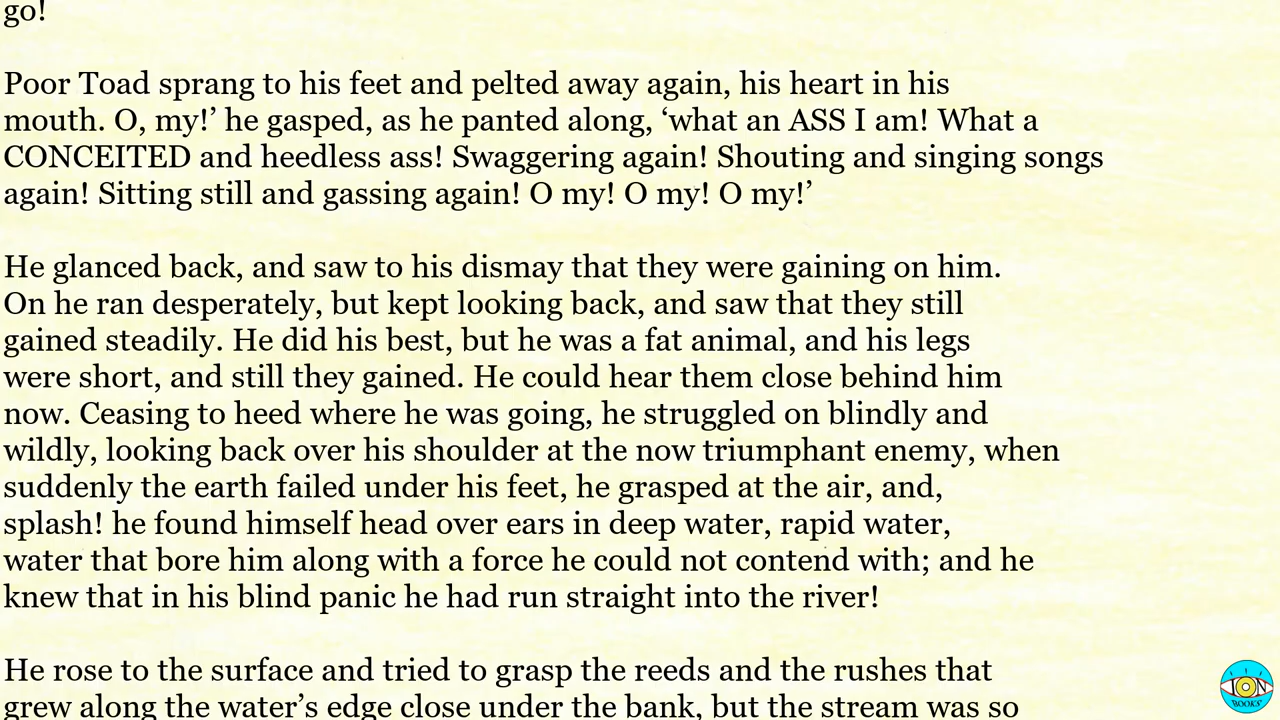 go!
Poor Toad sprang to his feet and pelted away again, his heart in his
mouth. O, my!’ he gasped, as he panted along, ‘what an ASS I am! What a
CONCEITED and heedless ass! Swaggering again! Shouting and singing songs
again! Sitting still and gassing again! O my! O my! O my!’
He glanced back, and saw to his dismay that they were gaining on him.
On he ran desperately, but kept looking back, and saw that they still
gained steadily. He did his best, but he was a fat animal, and his legs
were short, and still they gained. He could hear them close behind him
now. Ceasing to heed where he was going, he struggled on blindly and
wildly, looking back over his shoulder at the now triumphant enemy, when
suddenly the earth failed under his feet, he grasped at the air, and,
splash! he found himself head over ears in deep water, rapid water,
water that bore him along with a force he could not contend with; and he
knew that in his blind panic he had run straight into the river!
He rose to the surface and tried to grasp the reeds and the rushes that
grew along the water’s edge close under the bank, but the stream was so
ION
BOOKS